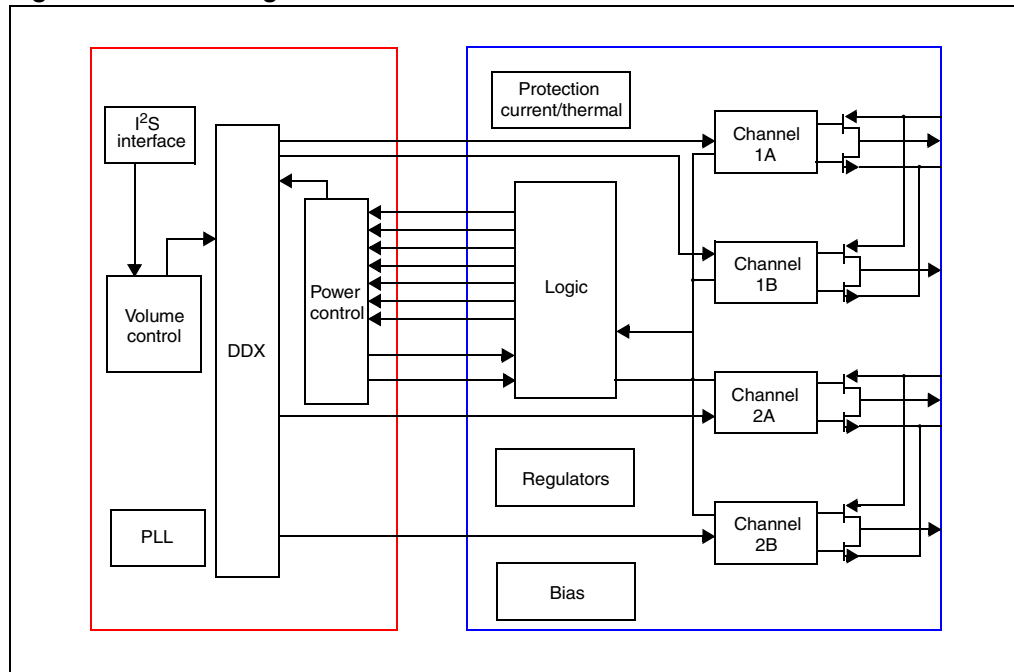 Protection
current/thermal
I²S
interface
Channel
1A
Channel
1B
Logic
Power
control
Volume
control
DDX
Channel
2A
Regulators
PLL
Channel
2B
Bias